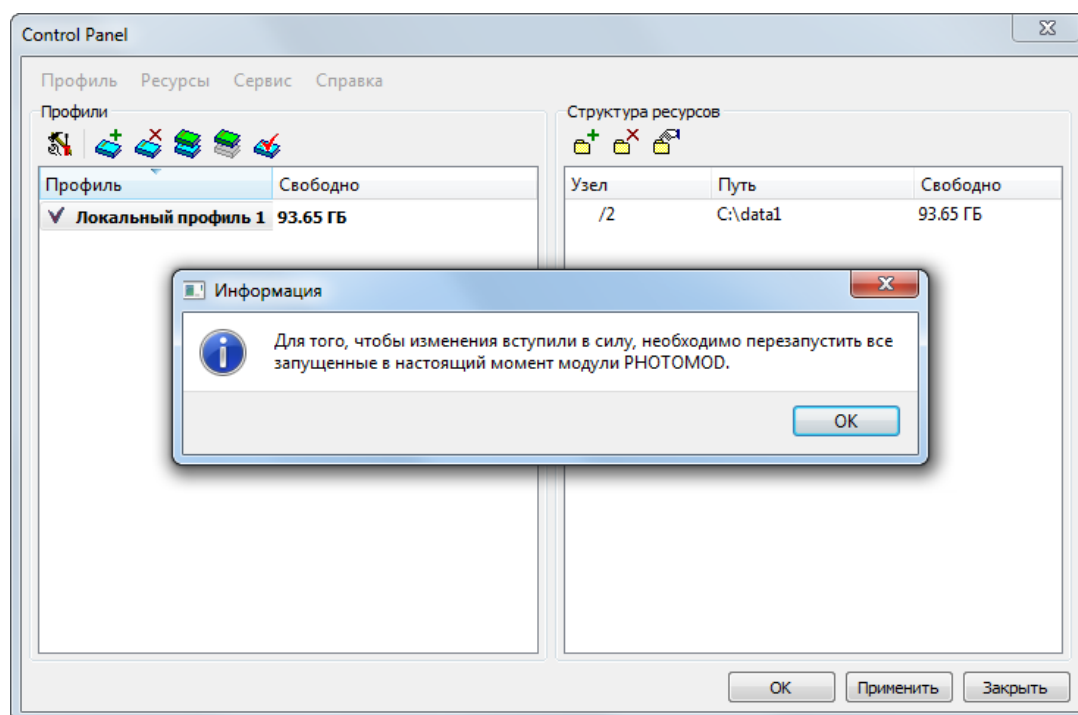 Control Panel
Профиль Ресурсы Сервис Справка
Профили
Структура ресурсов
Профиль Свободно
Узел Путь Свободно
Локальный профиль 1 93.65 ГБ
/2 C:\data1 93.65 ГБ
Информация
Для того, чтобы изменения вступили в силу, необходимо перезапустить все
запущенные в настоящий момент модули PHOTOMOD.
OK
OK Применить Закрыть